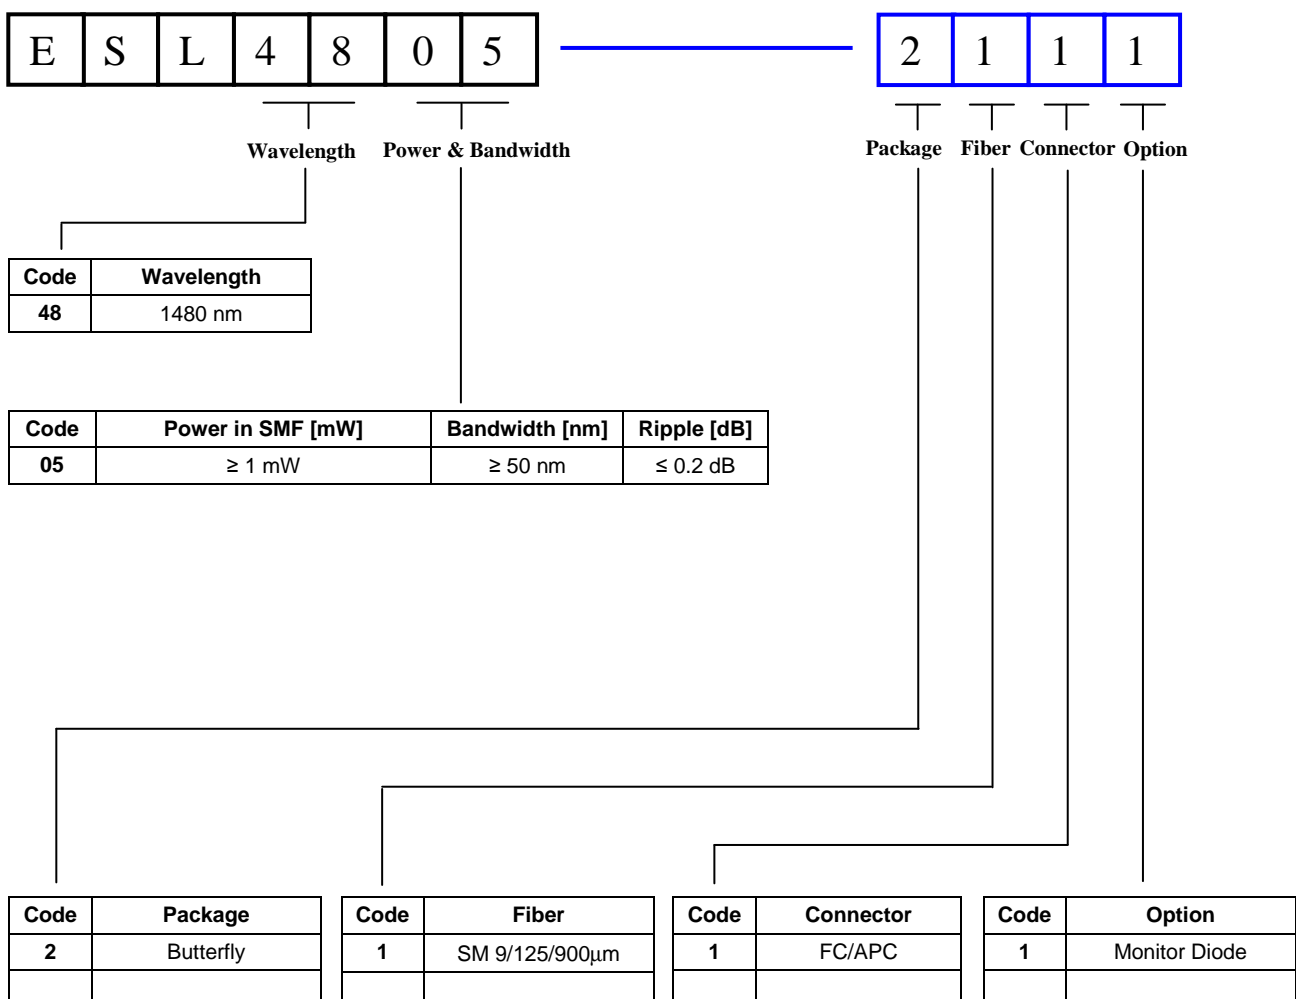 E S L 4 8 0 5 2 1 1 1
Wavelength Power & Bandwidth Package Fiber Connector Option
Code Wavelength
48 1480 nm
Code Power in SMF [mW] Bandwidth [nm] Ripple [dB]
05 ≥ 1 mW ≥ 50 nm ≤ 0.2 dB
Code Package Code Fiber Code Connector Code Option
2 Butterfly 1 SM 9/125/900μm 1 FC/APC 1 Monitor Diode